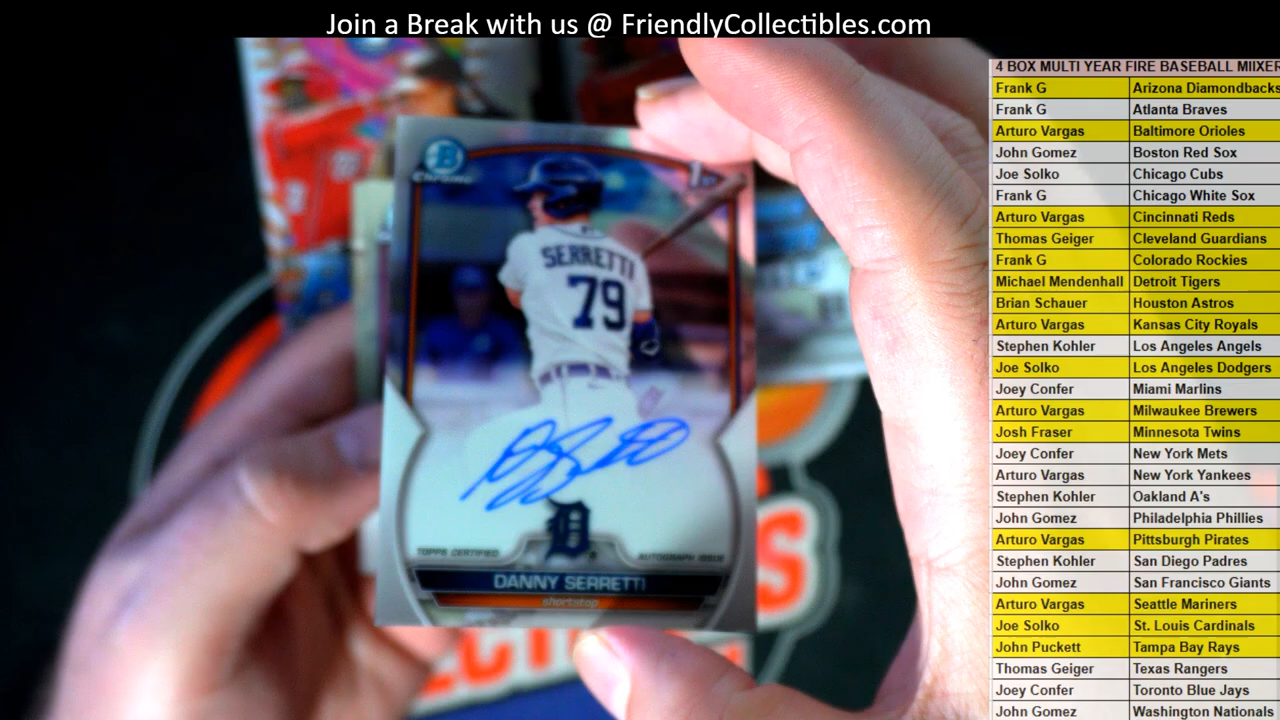 Join a Break with us @ FriendlyCollectibles.com
4 BOX MULTI YEAR FIRE BASEBALL MIIXER
Frank G Arizona Diamondbacks
Frank G Atlanta Braves
Arturo Vargas Baltimore Orioles
John Gomez Boston Red Sox
Joe Solko Chicago Cubs
Frank G Chicago White Sox
Arturo Vargas Cincinnati Reds
Thomas Geiger Cleveland Guardians
Frank G Colorado Rockies
Michael Mendenhall Detroit Tigers
Brian Schauer Houston Astros
Arturo Vargas Kansas City Royals
Stephen Kohler Los Angeles Angels
Joe Solko Los Angeles Dodgers
Joey Confer Miami Marlins
Arturo Vargas Milwaukee Brewers
Josh Fraser Minnesota Twins
Joey Confer New York Mets
Arturo Vargas New York Yankees
Stephen Kohler Oakland A's
John Gomez Philadelphia Phillies
Arturo Vargas Pittsburgh Pirates
Stephen Kohler San Diego Padres
John Gomez San Francisco Giants
Arturo Vargas Seattle Mariners
Joe Solko St. Louis Cardinals
John Puckett Tampa Bay Rays
Thomas Geiger Texas Rangers
Joey Confer Toronto Blue Jays
John Gomez Washington Nationals
B
CHROME
1st
SERRETTI
79
D
TOPPS CERTIFIED AUTOGRAPH ISSUE
DANNY SERRETTI
shortstop